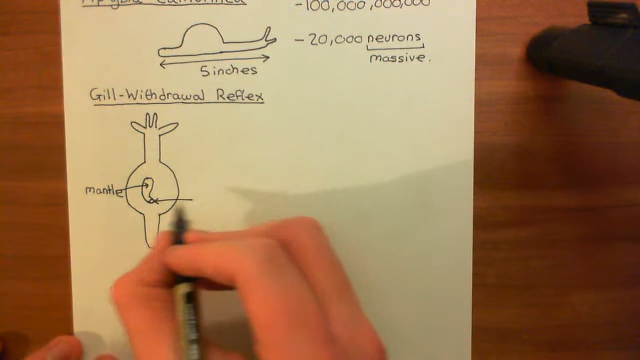 -100,000,000,000
- 20,000 neurons
massive.
5 inches
Gill-Withdrawal Reflex
mantle